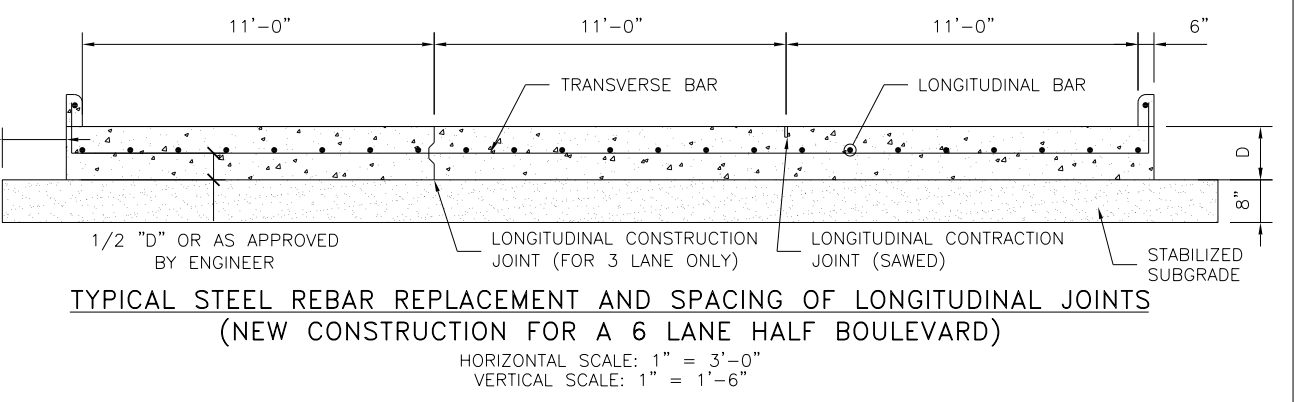 11'-0" 11'-0" 11'-0" 6"
TRANSVERSE BAR
LONGITUDINAL BAR
D
8"
1/2 "D" OR AS APPROVED
BY ENGINEER
LONGITUDINAL CONSTRUCTION
JOINT (FOR 3 LANE ONLY)
LONGITUDINAL CONTRACTION
JOINT (SAWED)
STABILIZED
SUBGRADE
TYPICAL STEEL REBAR REPLACEMENT AND SPACING OF LONGITUDINAL JOINTS
(NEW CONSTRUCTION FOR A 6 LANE HALF BOULEVARD)
HORIZONTAL SCALE: 1" = 3'-0"
VERTICAL SCALE: 1" = 1'-6"